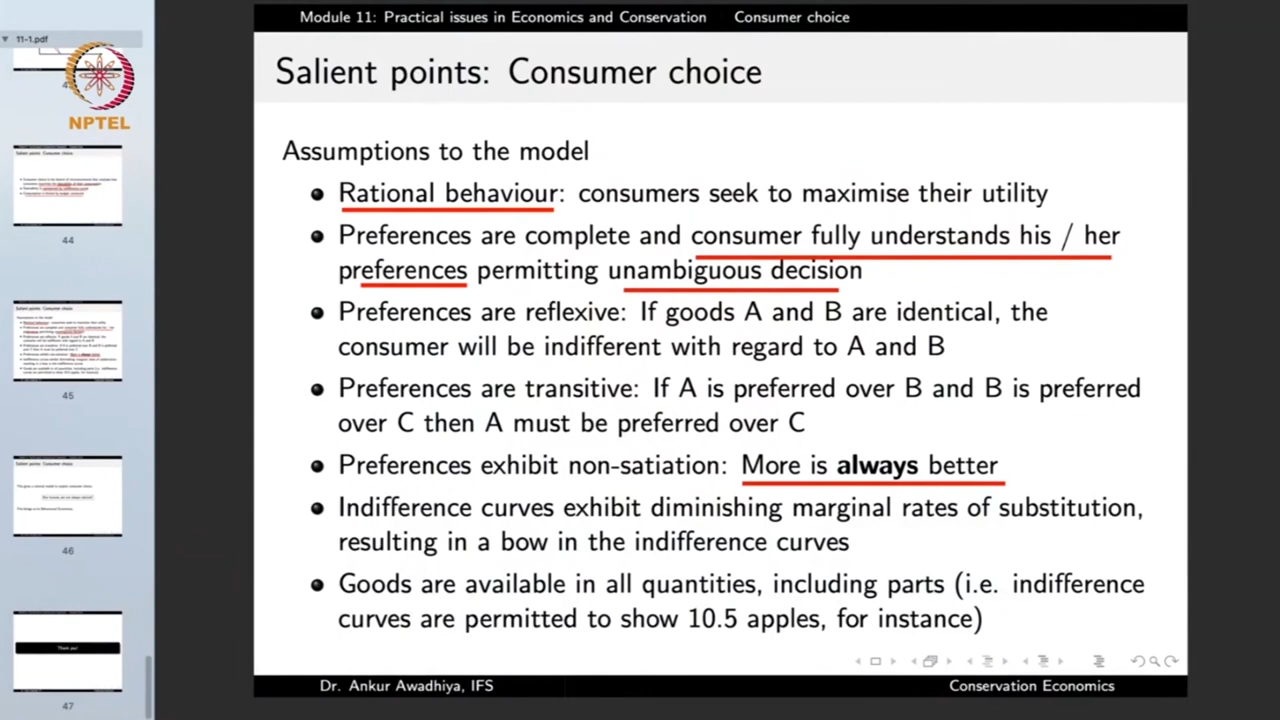 Module 11: Practical issues in Economics and Conservation Consumer choice
11-1.pdf
NPTEL
Salient points: Consumer choice
Assumptions to the model
Rational behaviour: consumers seek to maximise their utility
Preferences are complete and consumer fully understands his / her
preferences permitting unambiguous decision
Preferences are reflexive: If goods A and B are identical, the
consumer will be indifferent with regard to A and B
Preferences are transitive: If A is preferred over B and B is preferred
over C then A must be preferred over C
Preferences exhibit non-satiation: More is always better
Indifference curves exhibit diminishing marginal rates of substitution,
resulting in a bow in the indifference curves
Goods are available in all quantities, including parts (i.e. indifference
curves are permitted to show 10.5 apples, for instance)
Dr. Ankur Awadhiya, IFS
Conservation Economics
44
45
46
Thank you!
47